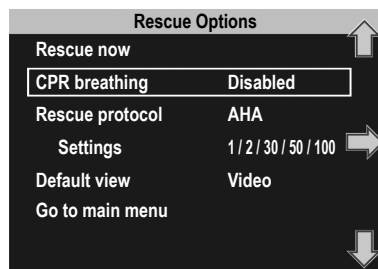 Rescue Options
Rescue now
CPR breathing Disabled
Rescue protocol AHA
Settings 1 / 2 / 30 / 50 / 100
Default view Video
Go to main menu